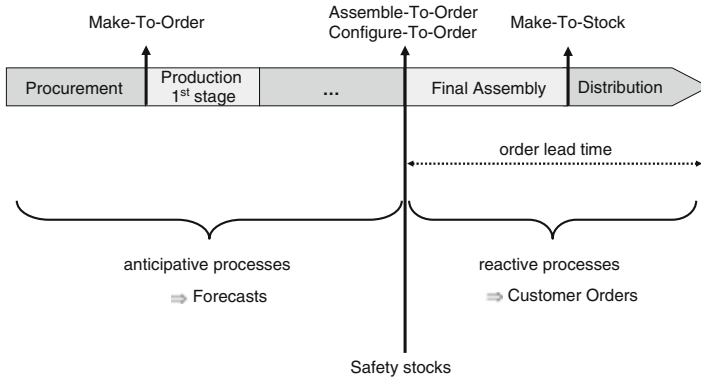 Make-To-Order
Assemble-To-Order
Configure-To-Order
Make-To-Stock
Procurement
Production
1st stage
...
Final Assembly
Distribution
order lead time
anticipative processes
⇒ Forecasts
reactive processes
⇒ Customer Orders
Safety stocks